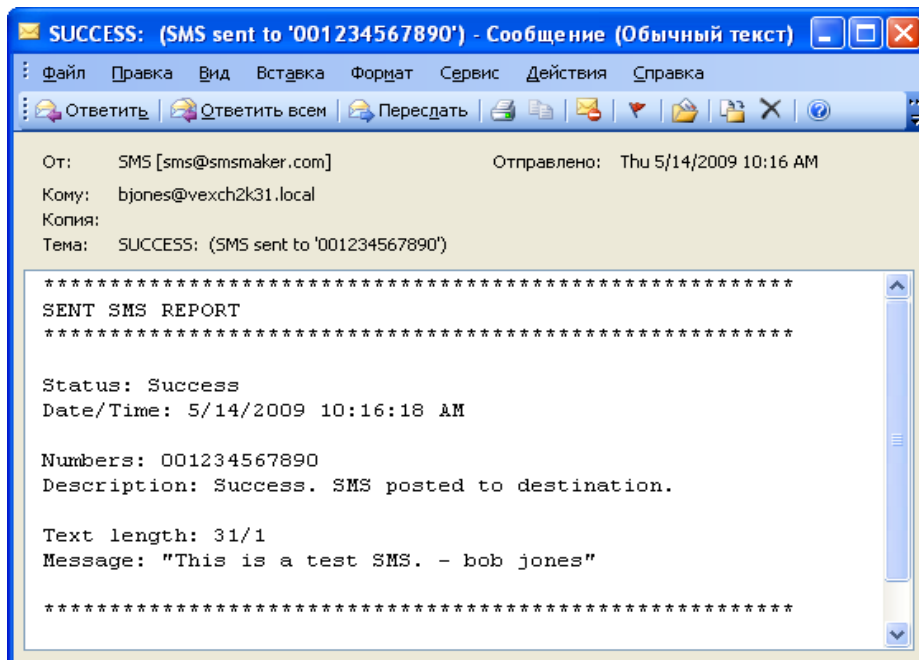 SUCCESS: (SMS sent to '001234567890') - Сообщение (Обычный текст)
Файл Правка Вид Вставка Формат Сервис Действия Справка
Ответить Ответить всем Переслать
От: SMS [sms@smsmaker.com] Отправлено: Thu 5/14/2009 10:16 AM
Кому: bjones@vexch2k31.local
Копия:
Тема: SUCCESS: (SMS sent to '001234567890')
*********************************************************
SENT SMS REPORT
*********************************************************
Status: Success
Date/Time: 5/14/2009 10:16:18 AM
Numbers: 001234567890
Description: Success. SMS posted to destination.
Text length: 31/1
Message: "This is a test SMS. - bob jones"
*********************************************************